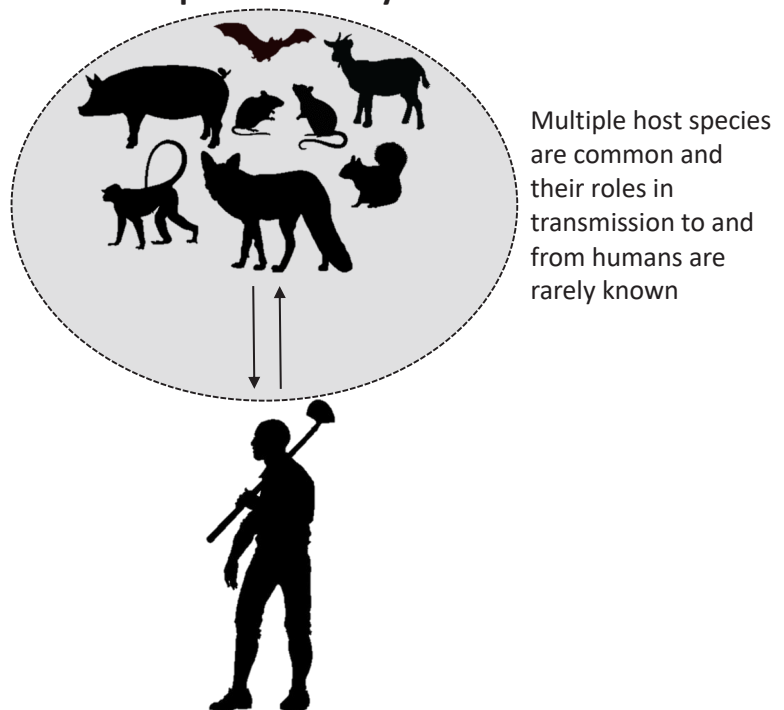 Multiple host species
are common and
their roles in
transmission to and
from humans are
rarely known